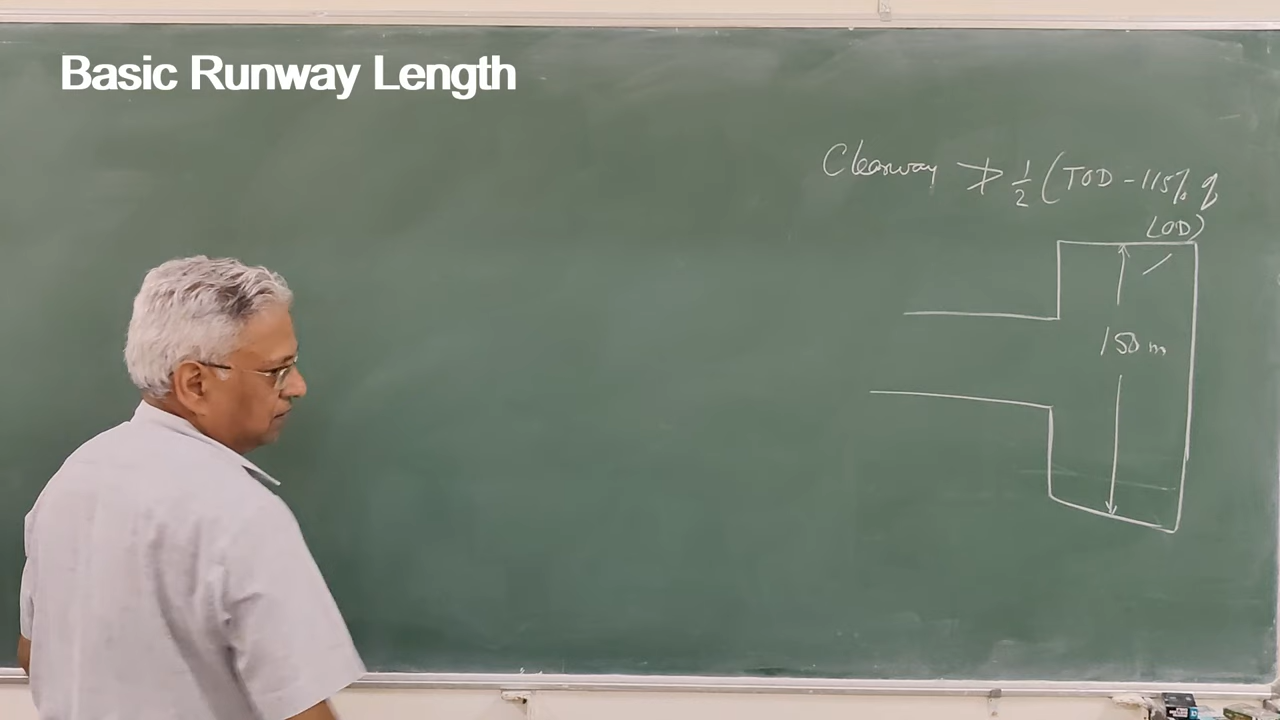 Basic Runway Length
Clearway ≯ 1/2 (TOD - 115% of
LOD)
150 m